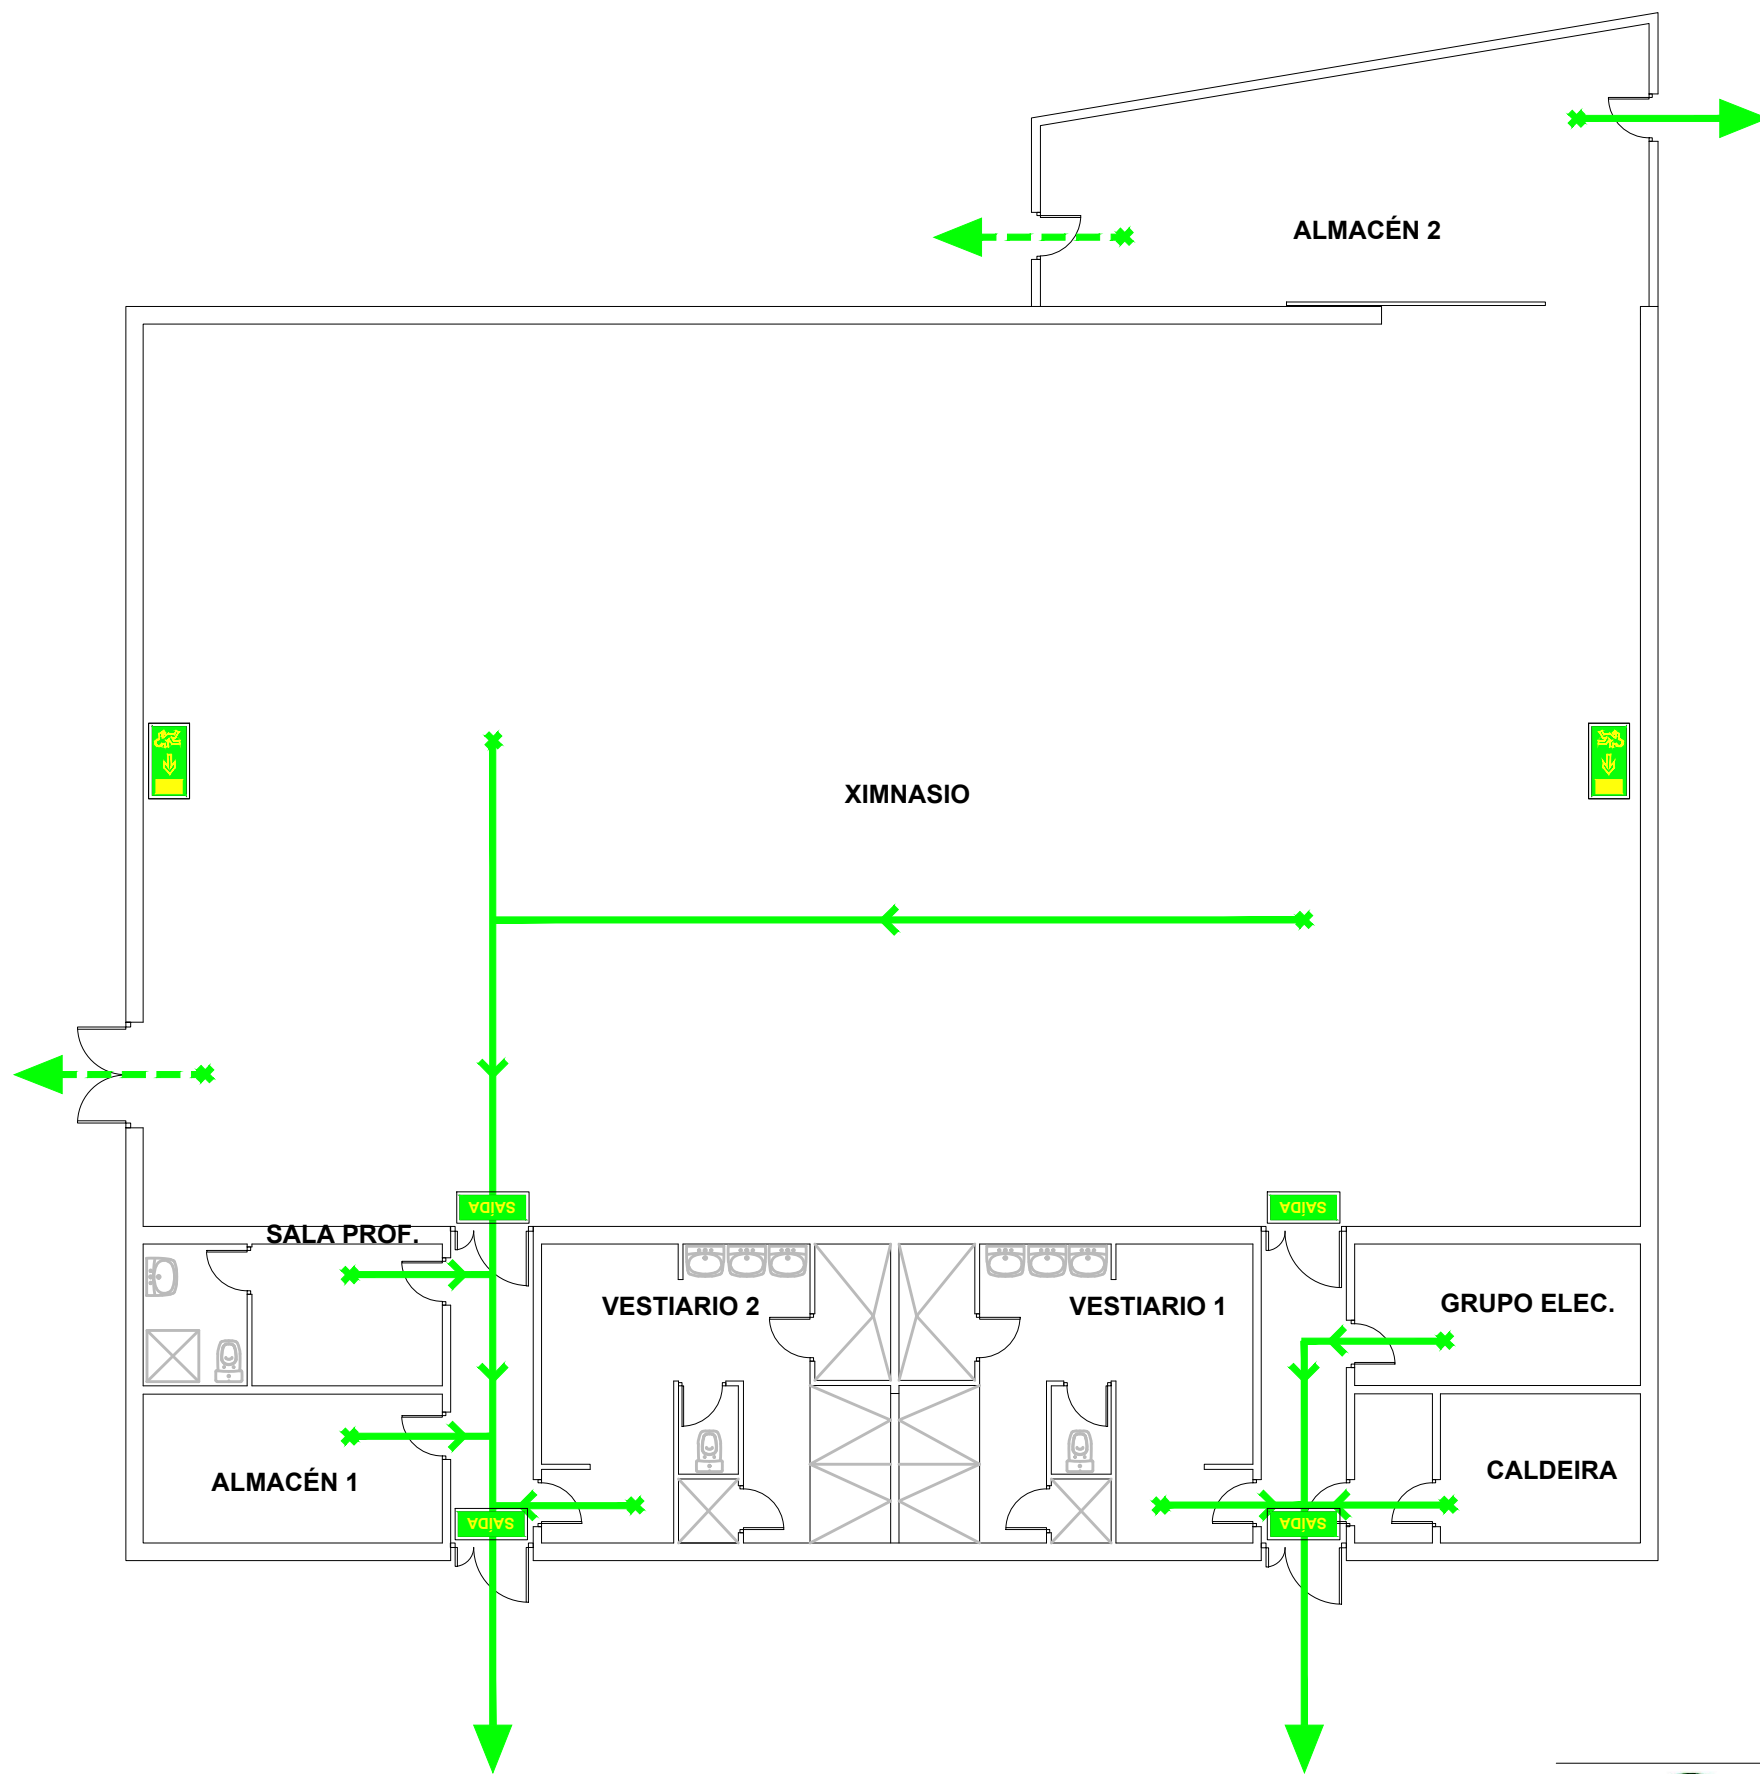 ALMACÉN 2
XIMNASIO
SAÍDA
SAÍDA
SALA PROF.
VESTIARIO 2
VESTIARIO 1
GRUPO ELEC.
ALMACÉN 1
CALDEIRA
SAÍDA
SAÍDA